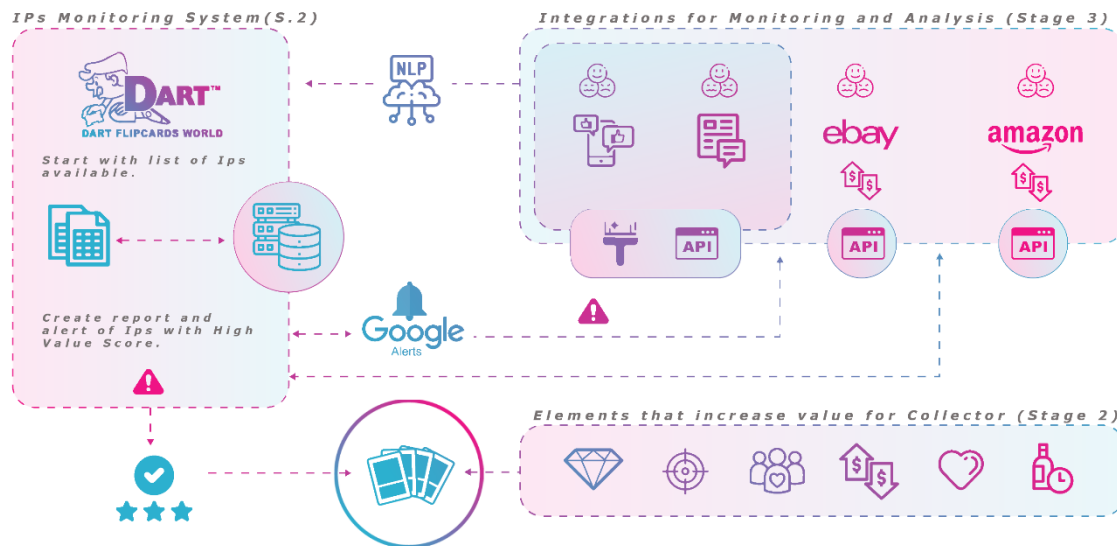 IPs Monitoring System(S.2)
Integrations for Monitoring and Analysis (Stage 3)
NLP
DART™
DART FLIPCARDS WORLD
Start with list of Ips
available.
ebay
amazon
$ $
$ $
API
API
API
Create report and
alert of Ips with High
Value Score.
Google
Alerts
Elements that increase value for Collector (Stage 2)
$ $